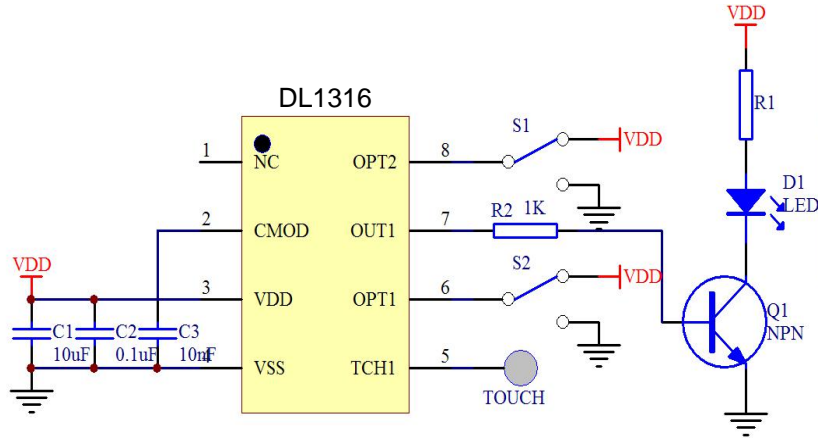 VDD
DL1316
R1
S1
VDD
1
NC
OPT2
8
D1
LED
2
CMOD
OUT1
7
R2 1K
VDD
S2
3
VDD
OPT1
6
VDD
Q1
NPN
C1
10uF
C2
0.1uF
C3
10nF
4
VSS
TCH1
5
TOUCH